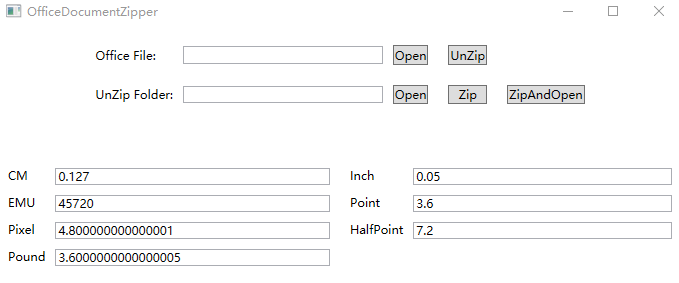 OfficeDocumentZipper
Office File: Open UnZip
UnZip Folder: Open Zip ZipAndOpen
CM 0.127 Inch 0.05
EMU 45720 Point 3.6
Pixel 4.800000000000001 HalfPoint 7.2
Pound 3.6000000000000005